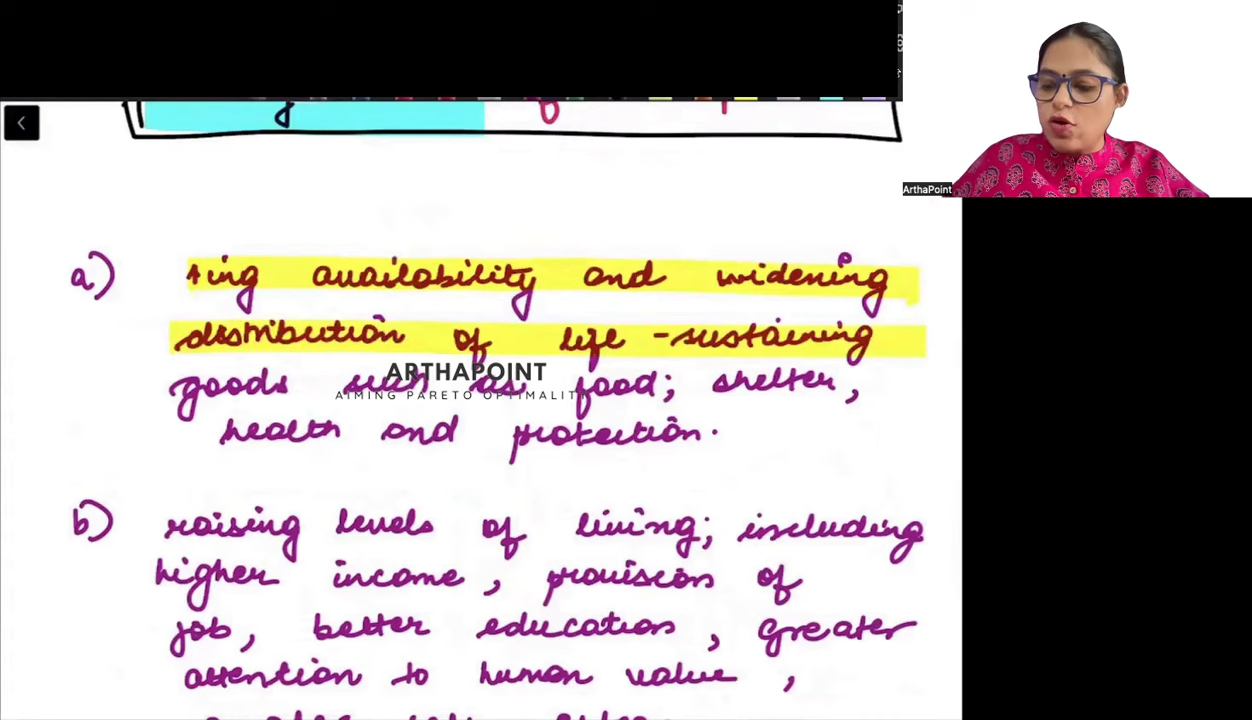 ArthaPoint
a) ↑ing availability and widening
distribution of life -sustaining
ARTHAPOINT
goods such as food; shelter,
AIMING PARETO OPTIMALIT
health and protection.
b) raising levels of living; including
higher income, provision of
job, better education, greater
attention to human value,